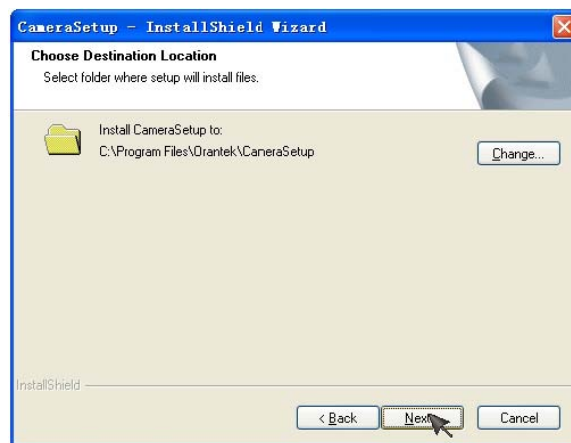 CameraSetup - InstallShield Wizard
Choose Destination Location
Select folder where setup will install files.
Install CameraSetup to:
C:\Program Files\Orantek\CameraSetup
Change...
InstallShield
< Back
Next
Cancel